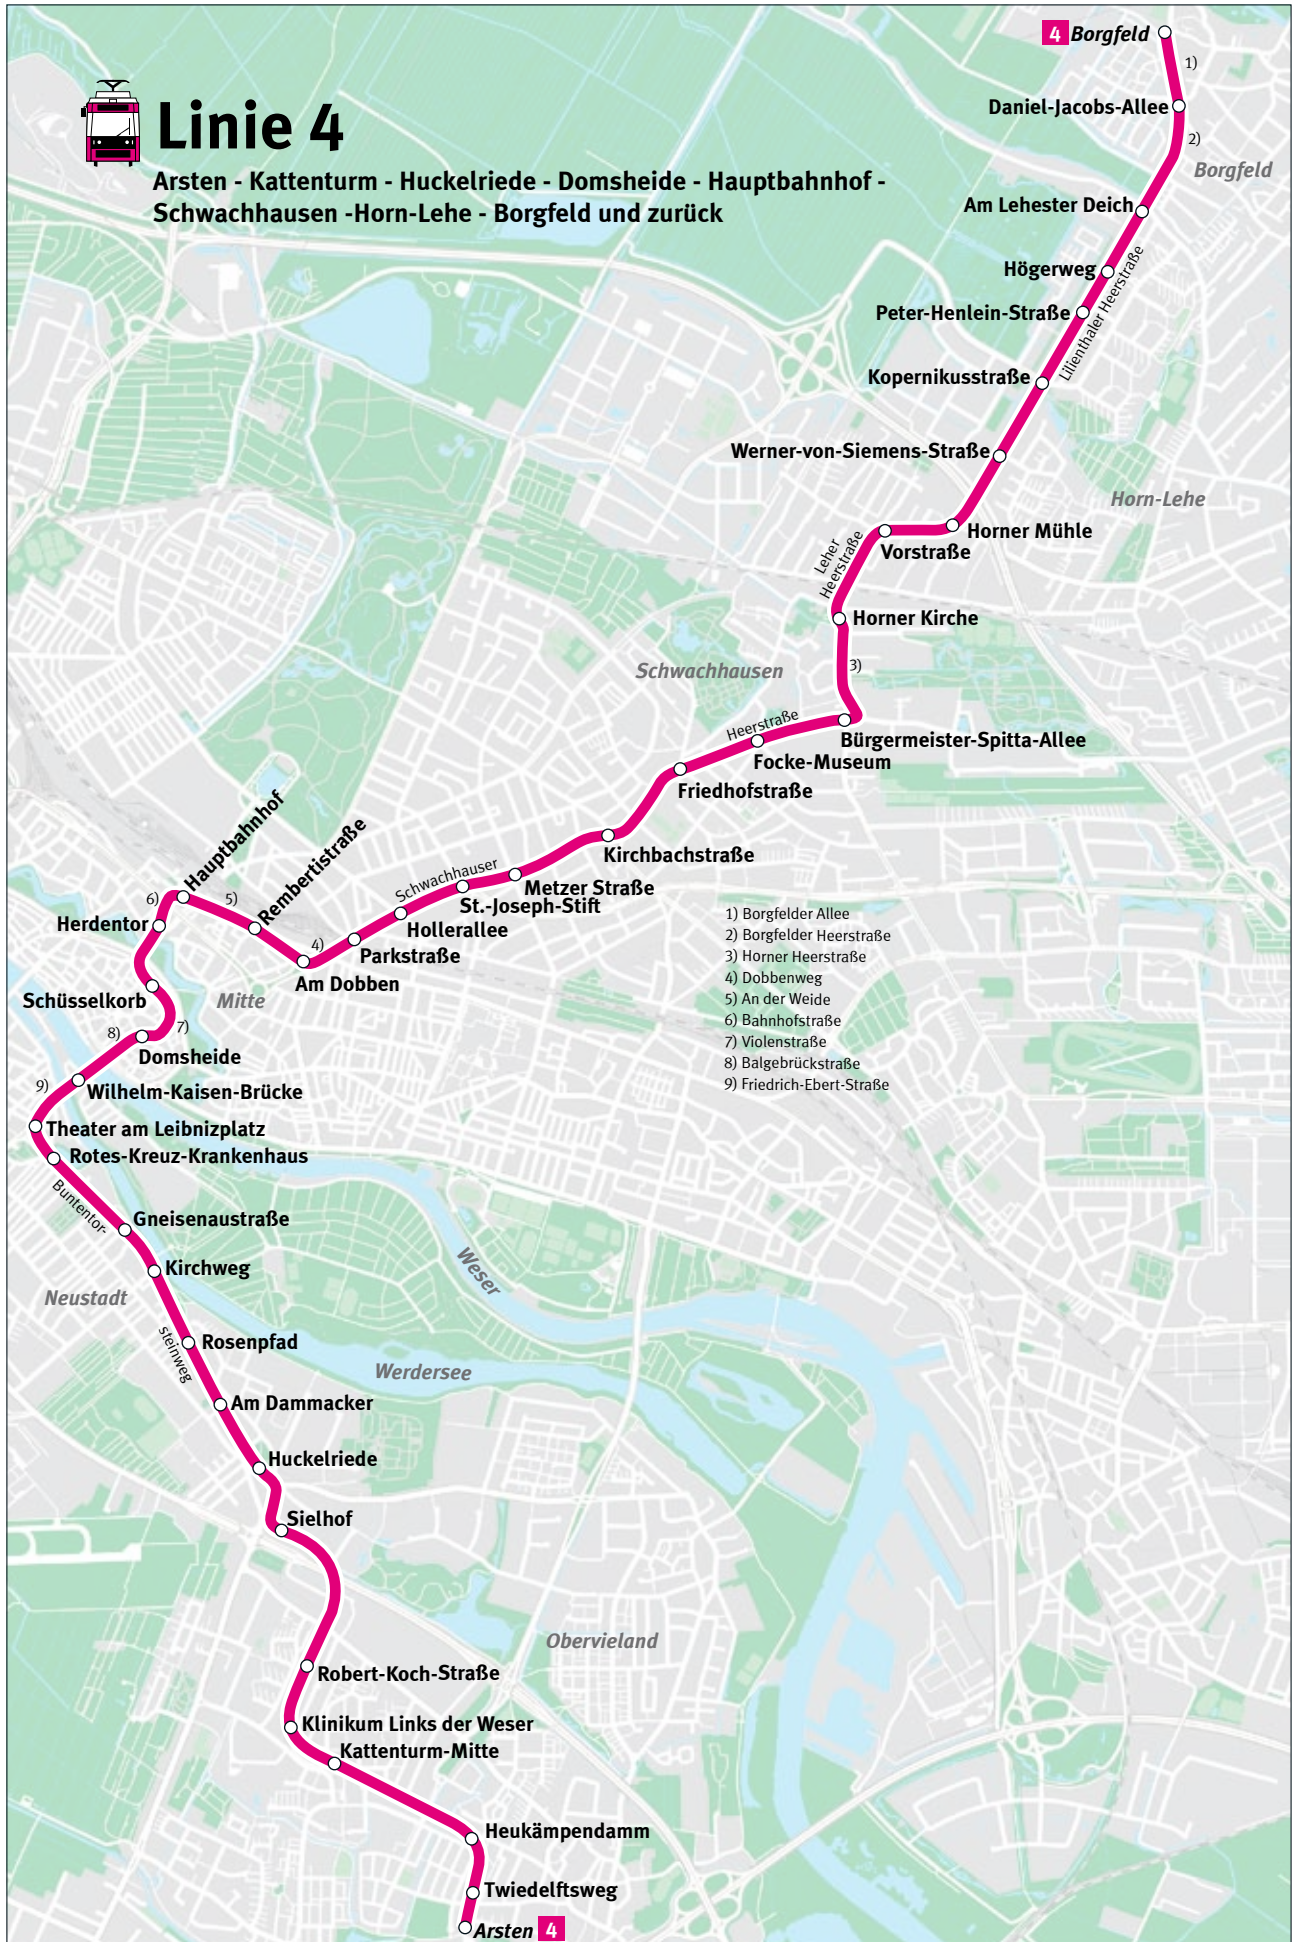 4 Borgfeld
1)
Daniel-Jacobs-Allee
2)
Borgfeld
Linie 4
Arsten - Kattenturm - Huckelriede - Domsheide - Hauptbahnhof -
Schwachhausen -Horn-Lehe - Borgfeld und zurück
Am Lehester Deich
Högerweg
Peter-Henlein-Straße
Lilienthaler Heerstraße
Kopernikusstraße
Werner-von-Siemens-Straße
Horn-Lehe
Horner Mühle
Vorstraße
Leher
Heerstraße
Horner Kirche
3)
Schwachhausen
Heerstraße
Bürgermeister-Spitta-Allee
Focke-Museum
Friedhofstraße
Kirchbachstraße
Schwachhauser
Metzer Straße
St.-Joseph-Stift
Hollerallee
Parkstraße
4)
Am Dobben
Rembertistraße
5)
Hauptbahnhof
6)
Herdentor
Schüsselkorb
Mitte
7)
8)
Domsheide
Wilhelm-Kaisen-Brücke
9)
1) Borgfelder Allee
2) Borgfelder Heerstraße
3) Horner Heerstraße
4) Dobbenweg
5) An der Weide
6) Bahnhofstraße
7) Violenstraße
8) Balgebrückstraße
9) Friedrich-Ebert-Straße
Theater am Leibnizplatz
Rotes-Kreuz-Krankenhaus
Buntentor-
Gneisenaustraße
Kirchweg
Weser
Neustadt
steinweg
Rosenpfad
Werdersee
Am Dammacker
Huckelriede
Sielhof
Obervieland
Robert-Koch-Straße
Klinikum Links der Weser
Kattenturm-Mitte
Heukämpendamm
Twiedelftsweg
Arsten 4